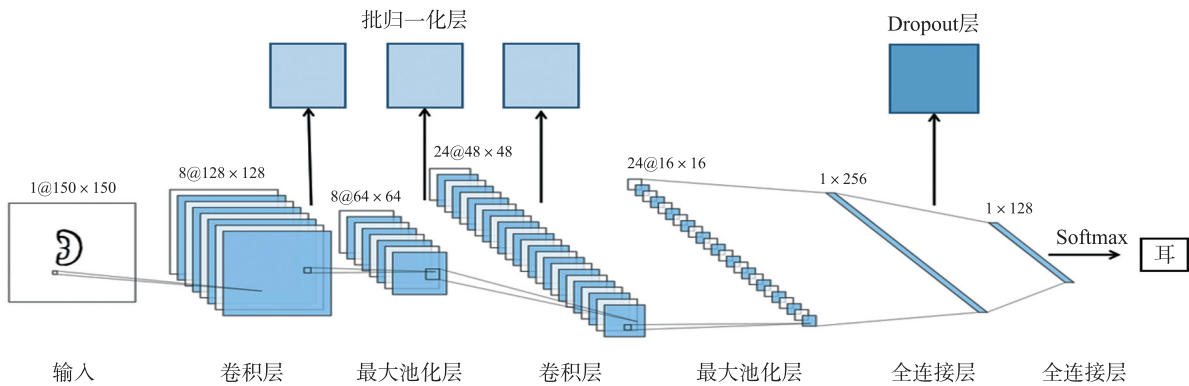 批归一化层
Dropout层
1@150×150
8@128×128
8@64×64
24@48×48
24@16×16
1×256
1×128
Softmax
耳
输入
卷积层
最大池化层
卷积层
最大池化层
全连接层
全连接层